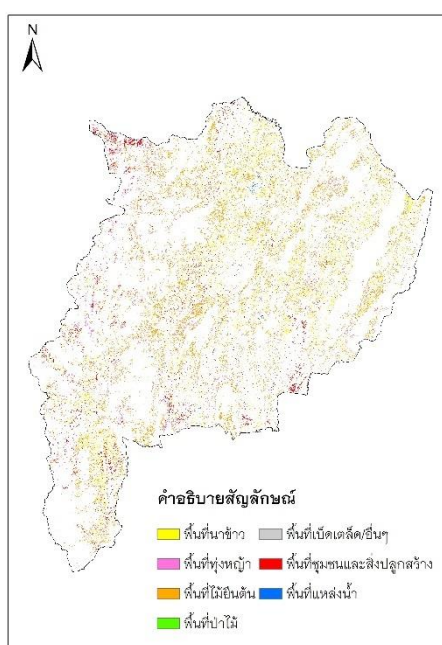 N
คำอธิบายสัญลักษณ์
พื้นที่นาข้าว พื้นที่เบ็ดเตล็ด/อื่นๆ
พื้นที่ทุ่งหญ้า พื้นที่ชุมชนและสิ่งปลูกสร้าง
พื้นที่ไม้ยืนต้น พื้นที่แหล่งน้ำ
พื้นที่ป่าไม้